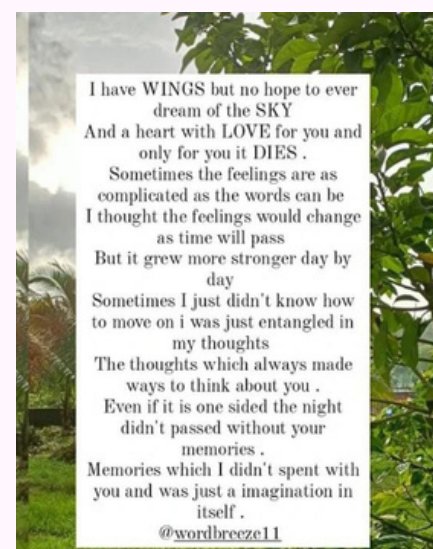 I have WINGS but no hope to ever
dream of the SKY
And a heart with LOVE for you and
only for you it DIES .
Sometimes the feelings are as
complicated as the words can be
I thought the feelings would change
as time will pass
But it grew more stronger day by
day
Sometimes I just didn't know how
to move on i was just entangled in
my thoughts
The thoughts which always made
ways to think about you .
Even if it is one sided the night
didn't passed without your
memories .
Memories which I didn't spent with
you and was just a imagination in
itself .
@wordbreeze11